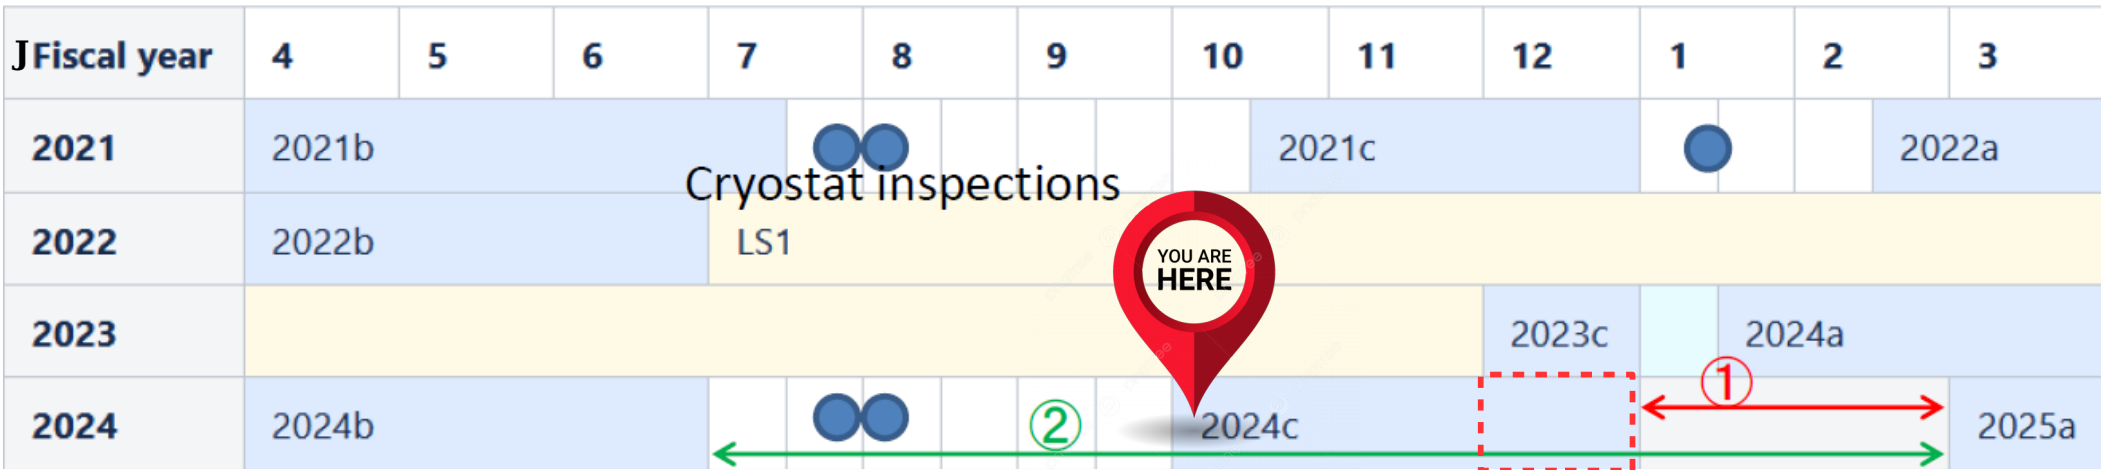 JFiscal year 4 5 6 7 8 9 10 11 12 1 2 3
2021 2021b 2021c 2022a
Cryostat inspections
2022 2022b LS1
YOU ARE
HERE
2023 2023c 2024a
①
2024 2024b ② 2024c 2025a